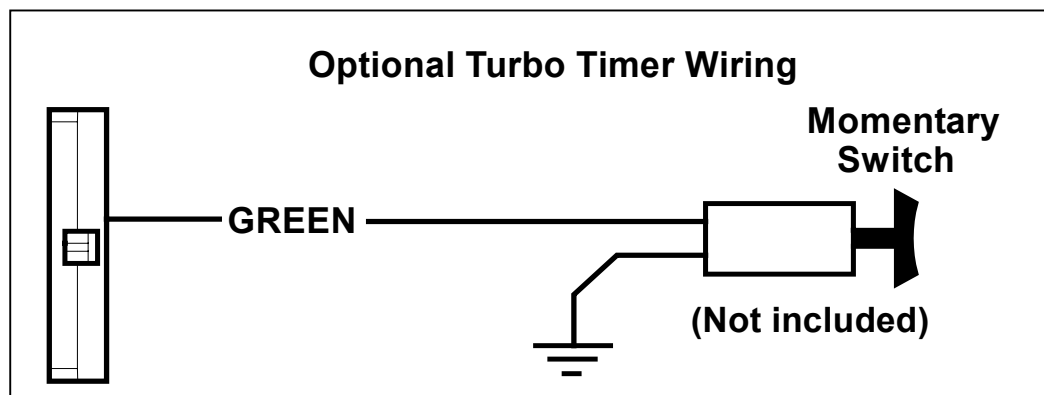 Optional Turbo Timer Wiring
Momentary
Switch
GREEN
(Not included)